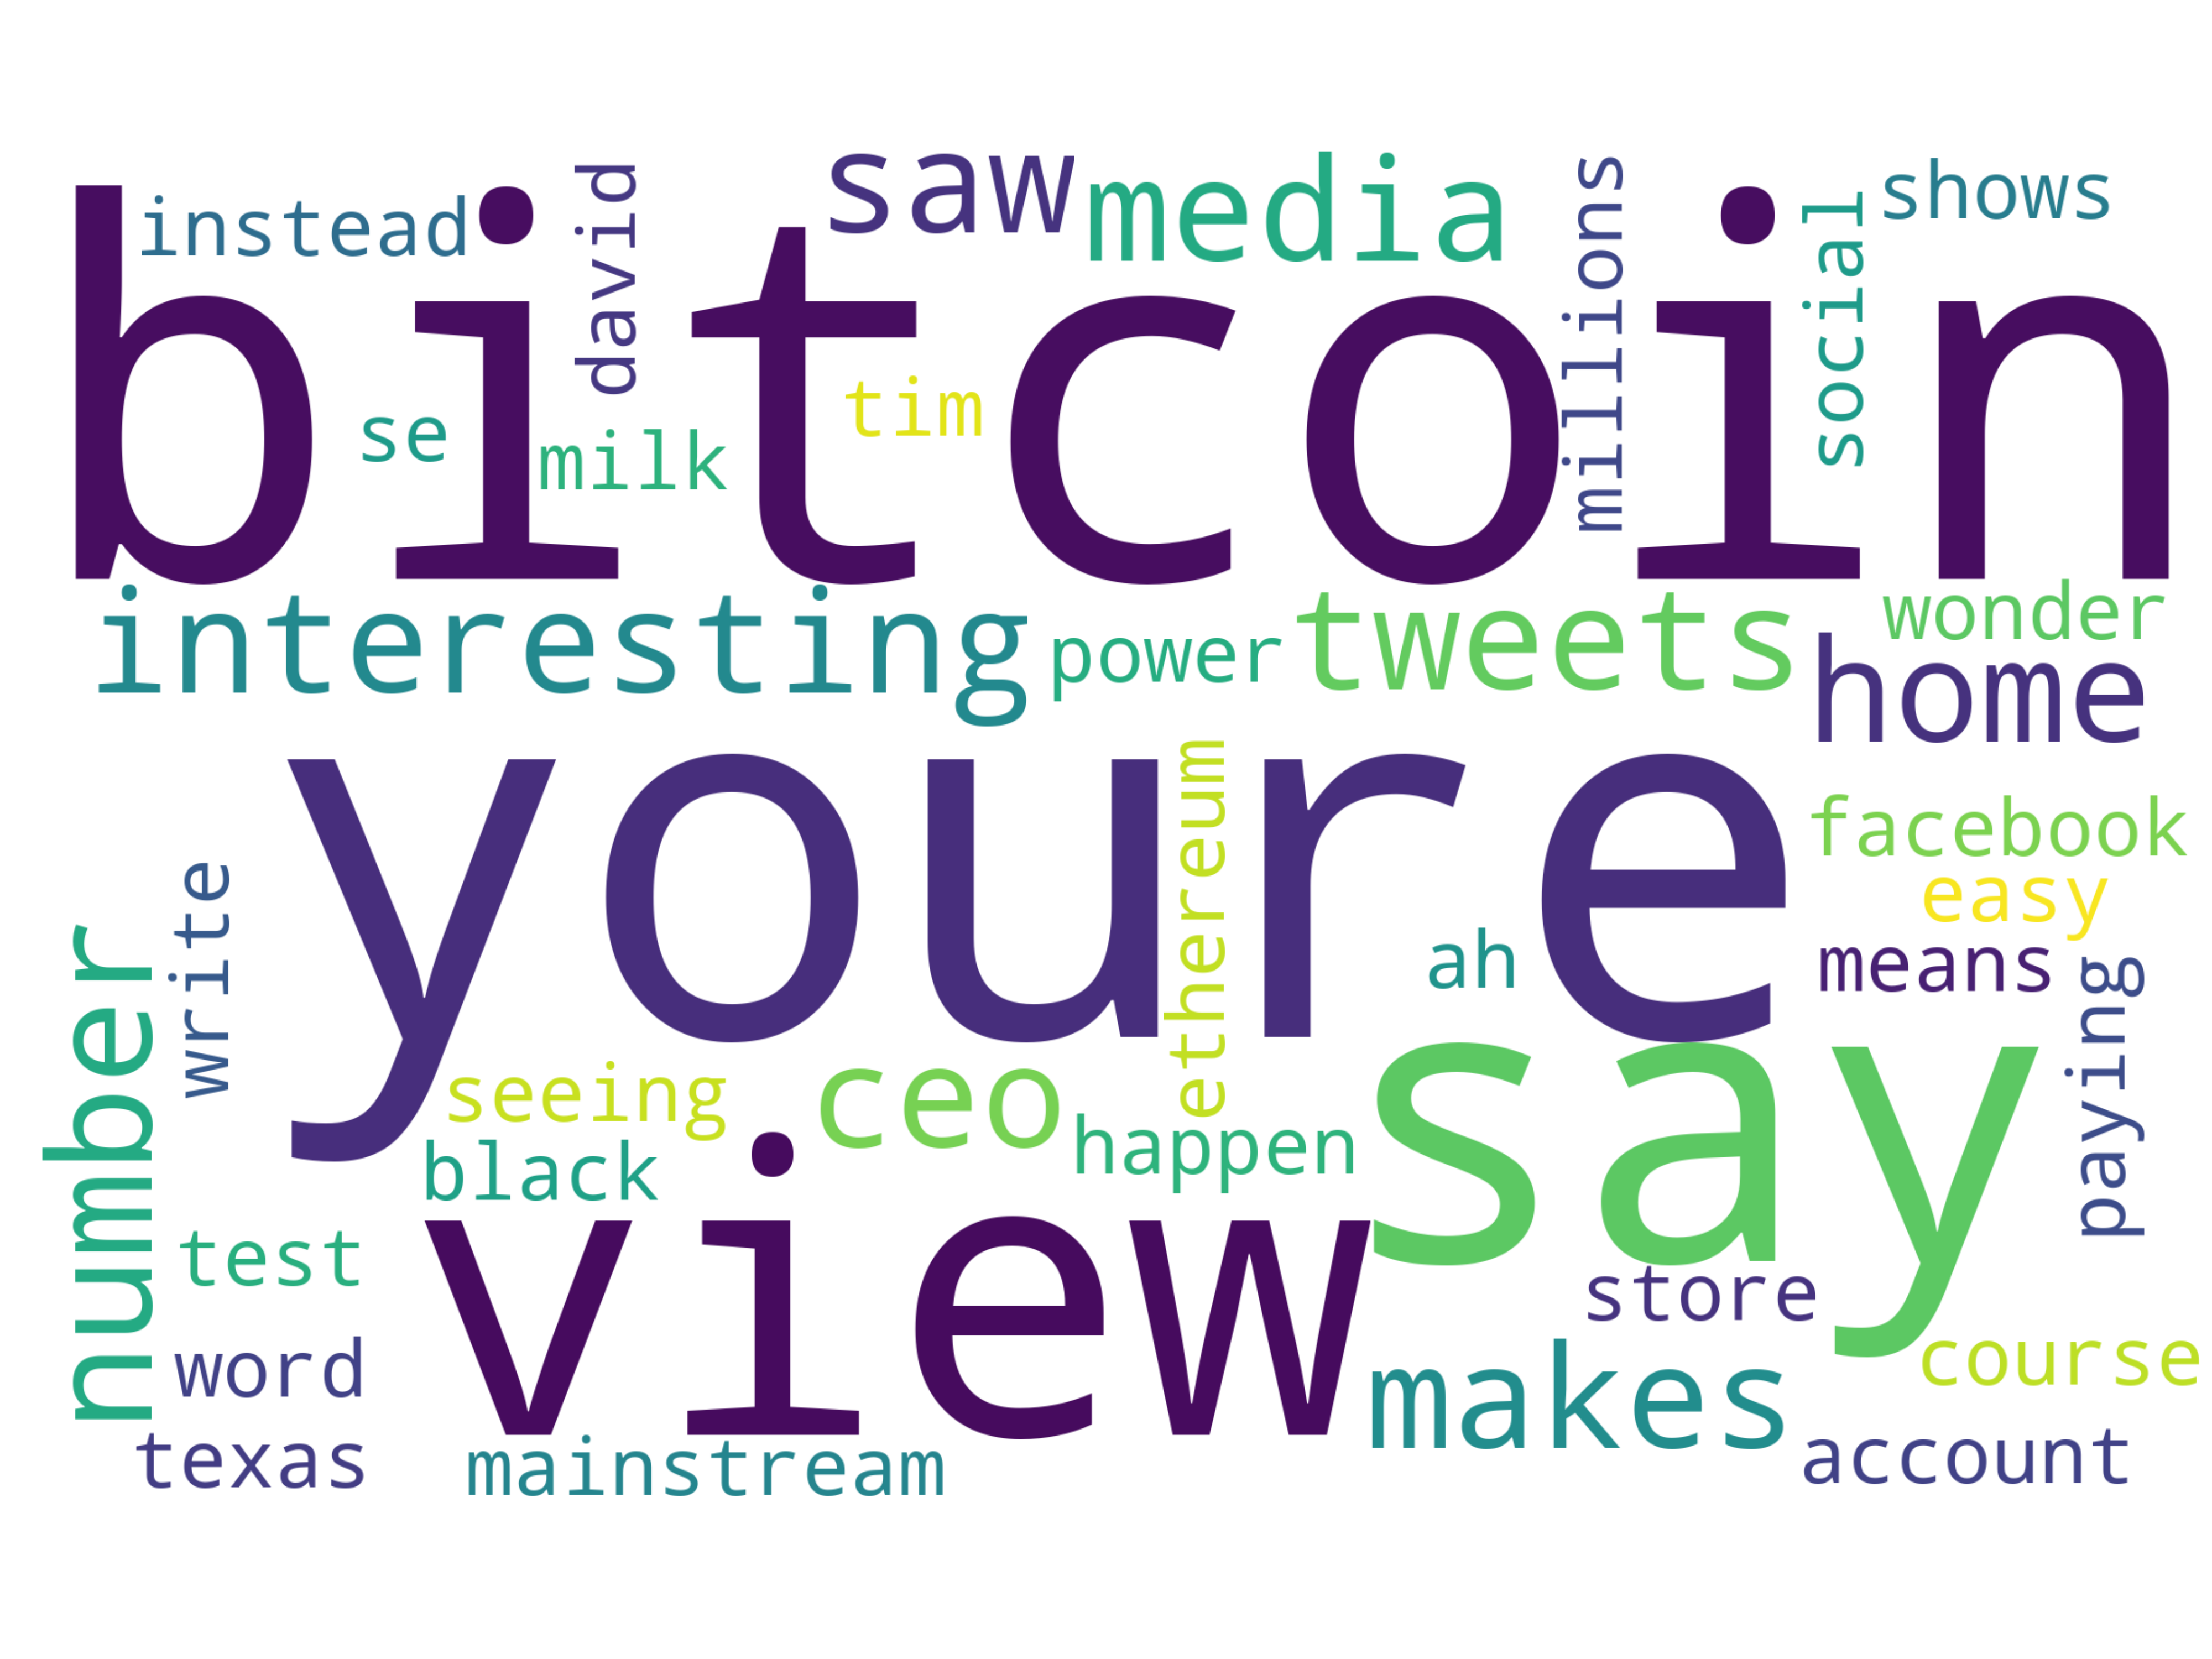 saw
media
shows
instead
david
millions
social
bitcoin
tim
se
milk
interesting
power
tweets
wonder
home
youre
ethereum
facebook
easy
ah
means
write
number
paying
say
seeing
ceo
happen
black
view
test
store
word
makes
course
texas
mainstream
account